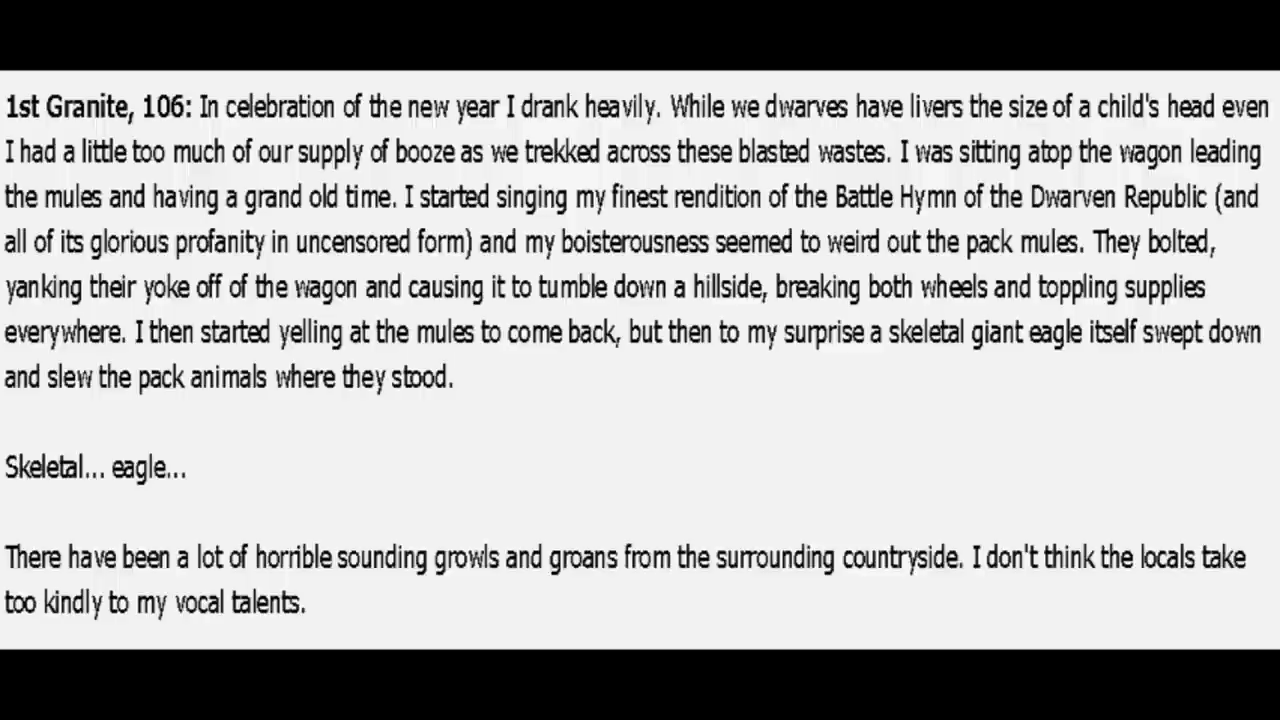 1st Granite, 106: In celebration of the new year I drank heavily. While we dwarves have livers the size of a child's head even
I had a little too much of our supply of booze as we trekked across these blasted wastes. I was sitting atop the wagon leading
the mules and having a grand old time. I started singing my finest rendition of the Battle Hymn of the Dwarven Republic (and
all of its glorious profanity in uncensored form) and my boisterousness seemed to weird out the pack mules. They bolted,
yanking their yoke off of the wagon and causing it to tumble down a hillside, breaking both wheels and toppling supplies
everywhere. I then started yelling at the mules to come back, but then to my surprise a skeletal giant eagle itself swept down
and slew the pack animals where they stood.
Skeletal... eagle...
There have been a lot of horrible sounding growls and groans from the surrounding countryside. I don't think the locals take
too kindly to my vocal talents.